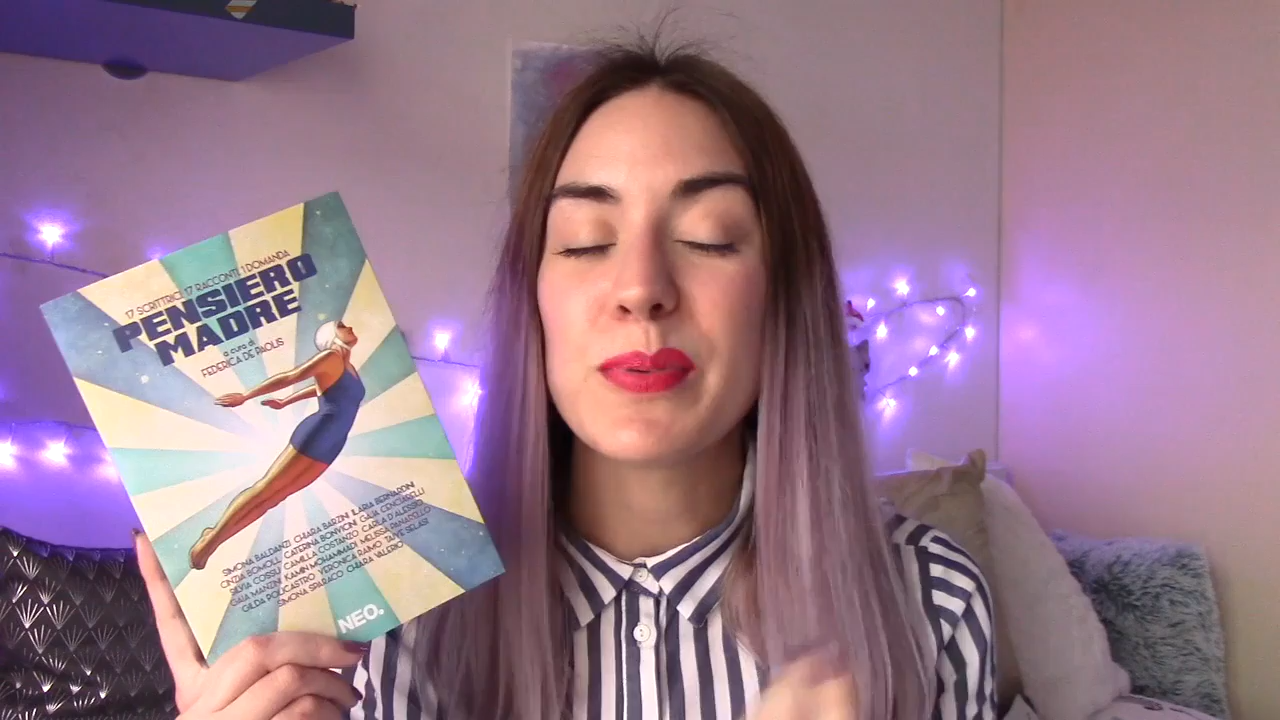 17 SCRITTRICI, 17 RACCONTI, 1 DOMANDA
PENSIERO
MADRE
a cura di
FEDERICA DE PAOLIS
SIMONA BALDANZI CHIARA BARZINI ILARIA BERNARDINI
CINZIA BOMOLL CATERINA BONVICINI GAIA CENCIARELLI
SILVIA COSSU CAMILLA COSTANZO CARLA D'ALESSIO
GAIA MANZINI KAMIN MOHAMMADI MELISSA PANARELLO
GILDA POLICASTRO VERONICA RAIMO TAIYE SELASI
SIMONA SPARACO CHIARA VALERIO
NEO.